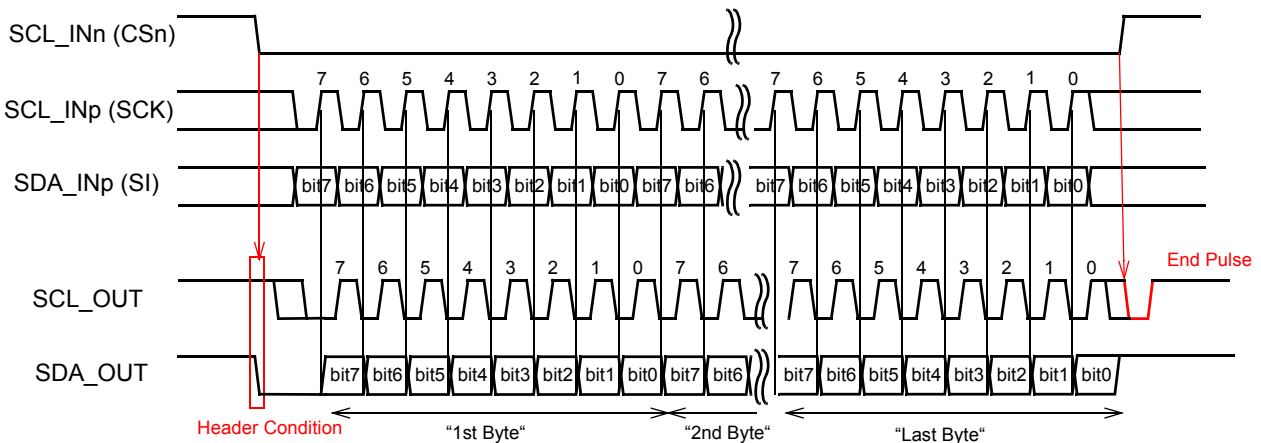 SCL_INn (CSn)
7 6 5 4 3 2 1 0 7 6 7 6 5 4 3 2 1 0
SCL_INp (SCK)
SDA_INp (SI) bit7 bit6 bit5 bit4 bit3 bit2 bit1 bit0 bit7 bit6 bit7 bit6 bit5 bit4 bit3 bit2 bit1 bit0
7 6 5 4 3 2 1 0 7 6 7 6 5 4 3 2 1 0 End Pulse
SCL_OUT
SDA_OUT bit7 bit6 bit5 bit4 bit3 bit2 bit1 bit0 bit7 bit6 bit7 bit6 bit5 bit4 bit3 bit2 bit1 bit0
Header Condition “1st Byte“ “2nd Byte“ “Last Byte“